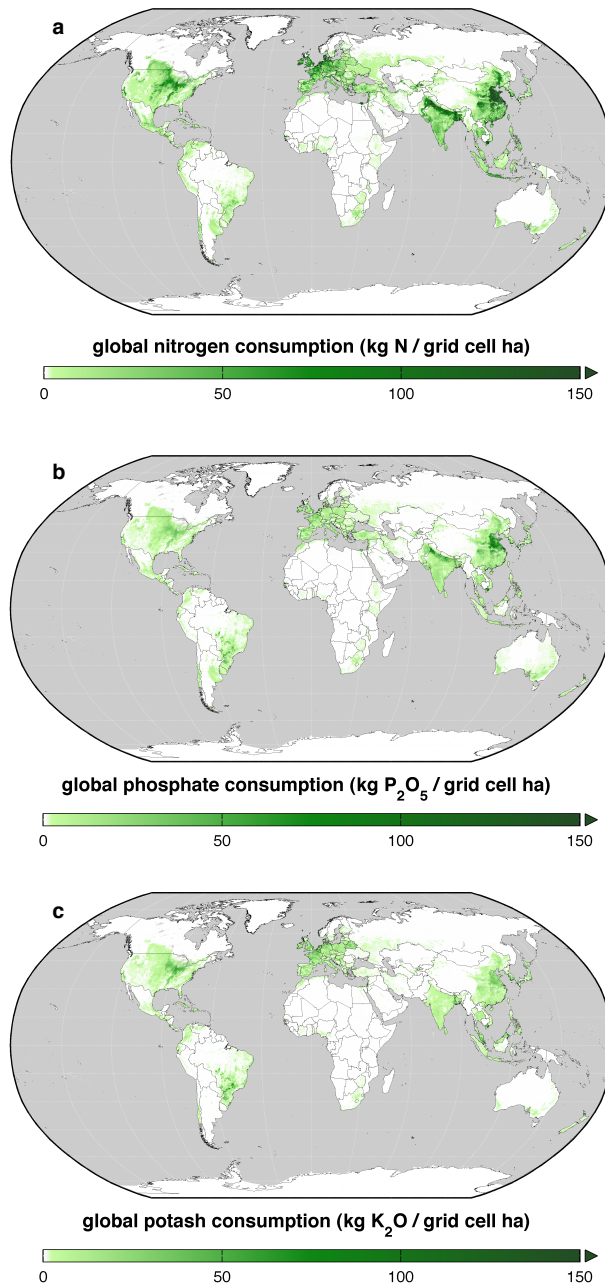 a
global nitrogen consumption (kg N / grid cell ha)
0 50 100 150
b
global phosphate consumption (kg P₂O₅ / grid cell ha)
0 50 100 150
c
global potash consumption (kg K₂O / grid cell ha)
0 50 100 150